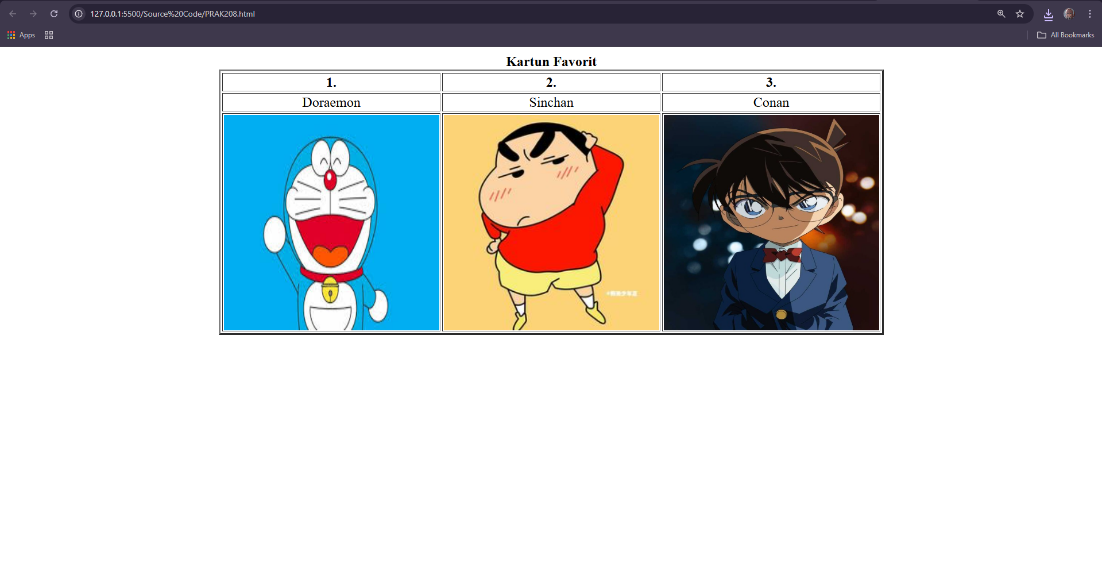 127.0.0.1:5500/Source%20Code/PRAK208.html
Apps
All Bookmarks
Kartun Favorit
1. 2. 3.
Doraemon Sinchan Conan